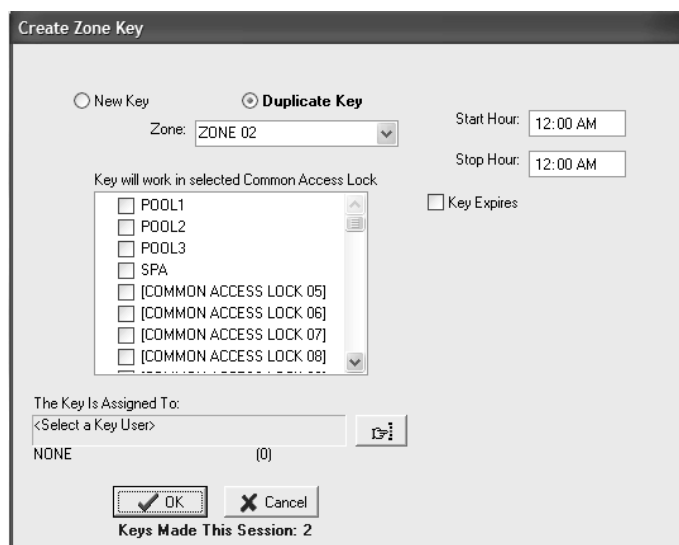 Create Zone Key
New Key
Duplicate Key
Zone: ZONE 02
Start Hour: 12:00 AM
Stop Hour: 12:00 AM
Key Expires
Key will work in selected Common Access Lock
POOL1
POOL2
POOL3
SPA
[COMMON ACCESS LOCK 05]
[COMMON ACCESS LOCK 06]
[COMMON ACCESS LOCK 07]
[COMMON ACCESS LOCK 08]
The Key Is Assigned To:
<Select a Key User>
NONE (0)
OK Cancel
Keys Made This Session: 2